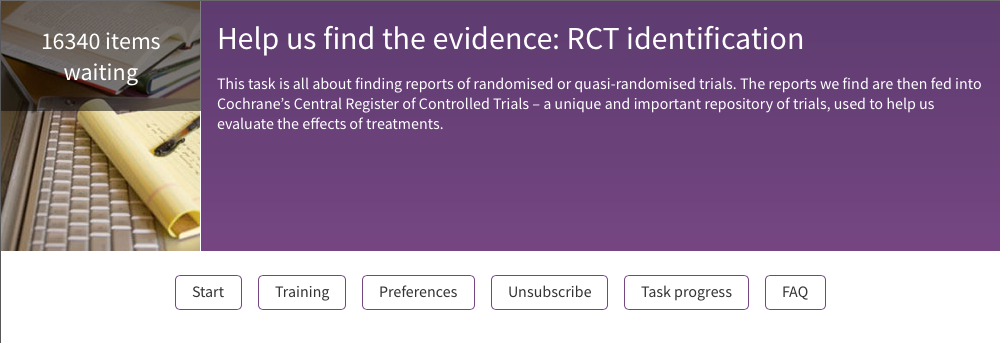 16340 items
waiting
Help us find the evidence: RCT identification
This task is all about finding reports of randomised or quasi-randomised trials. The reports we find are then fed into
Cochrane’s Central Register of Controlled Trials – a unique and important repository of trials, used to help us
evaluate the effects of treatments.
Start
Training
Preferences
Unsubscribe
Task progress
FAQ